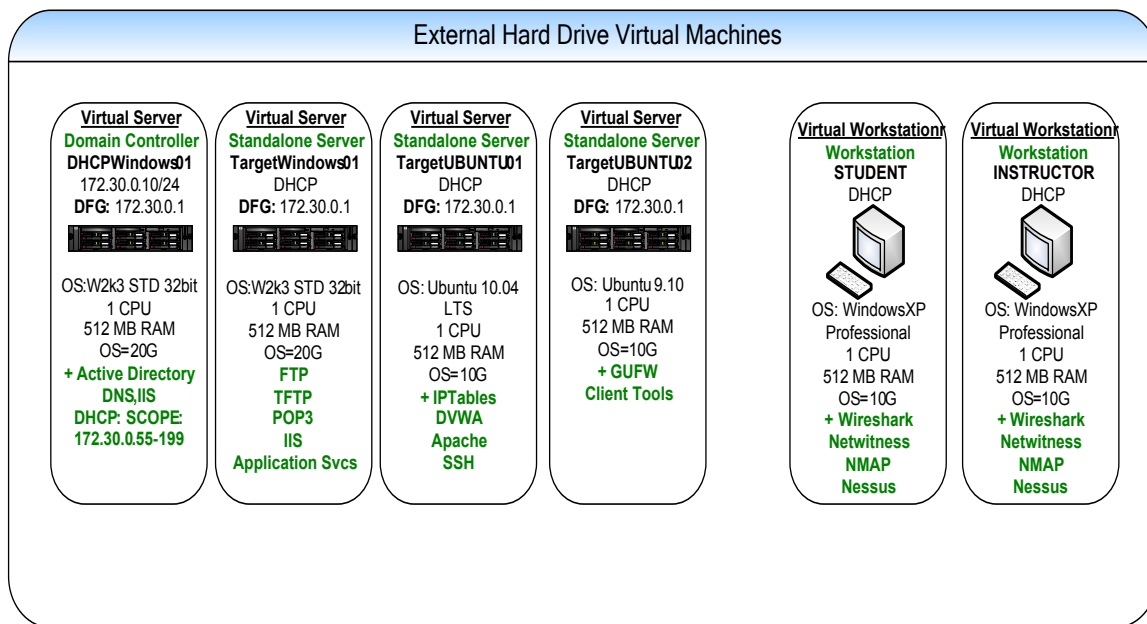 External Hard Drive Virtual Machines
Virtual Server
Domain Controller
DHCPWindows01
172.30.0.10/24
DFG: 172.30.0.1
OS:W2k3 STD 32bit
1 CPU
512 MB RAM
OS=20G
+ Active Directory
DNS,IIS
DHCP: SCOPE:
172.30.0.55-199
Virtual Server
Standalone Server
TargetWindows01
DHCP
DFG: 172.30.0.1
OS:W2k3 STD 32bit
1 CPU
512 MB RAM
OS=20G
FTP
TFTP
POP3
IIS
Application Svcs
Virtual Server
Standalone Server
TargetUBUNTU01
DHCP
DFG: 172.30.0.1
OS: Ubuntu 10.04
LTS
1 CPU
512 MB RAM
OS=10G
+ IPTables
DVWA
Apache
SSH
Virtual Server
Standalone Server
TargetUBUNTU02
DHCP
DFG: 172.30.0.1
OS: Ubuntu 9.10
1 CPU
512 MB RAM
OS=10G
+ GUFW
Client Tools
Virtual Workstationr
Workstation
STUDENT
DHCP
OS: WindowsXP
Professional
1 CPU
512 MB RAM
OS=10G
+ Wireshark
Netwitness
NMAP
Nessus
Virtual Workstationr
Workstation
INSTRUCTOR
DHCP
OS: WindowsXP
Professional
1 CPU
512 MB RAM
OS=10G
+ Wireshark
Netwitness
NMAP
Nessus